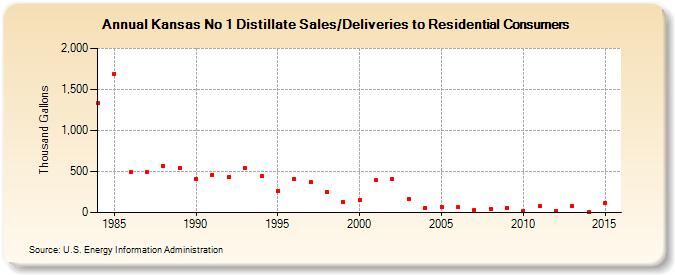 Annual Kansas No 1 Distillate Sales/Deliveries to Residential Consumers
Thousand Gallons
2,000
1,500
1,000
500
0
1985 1990 1995 2000 2005 2010 2015
Source: U.S. Energy Information Administration